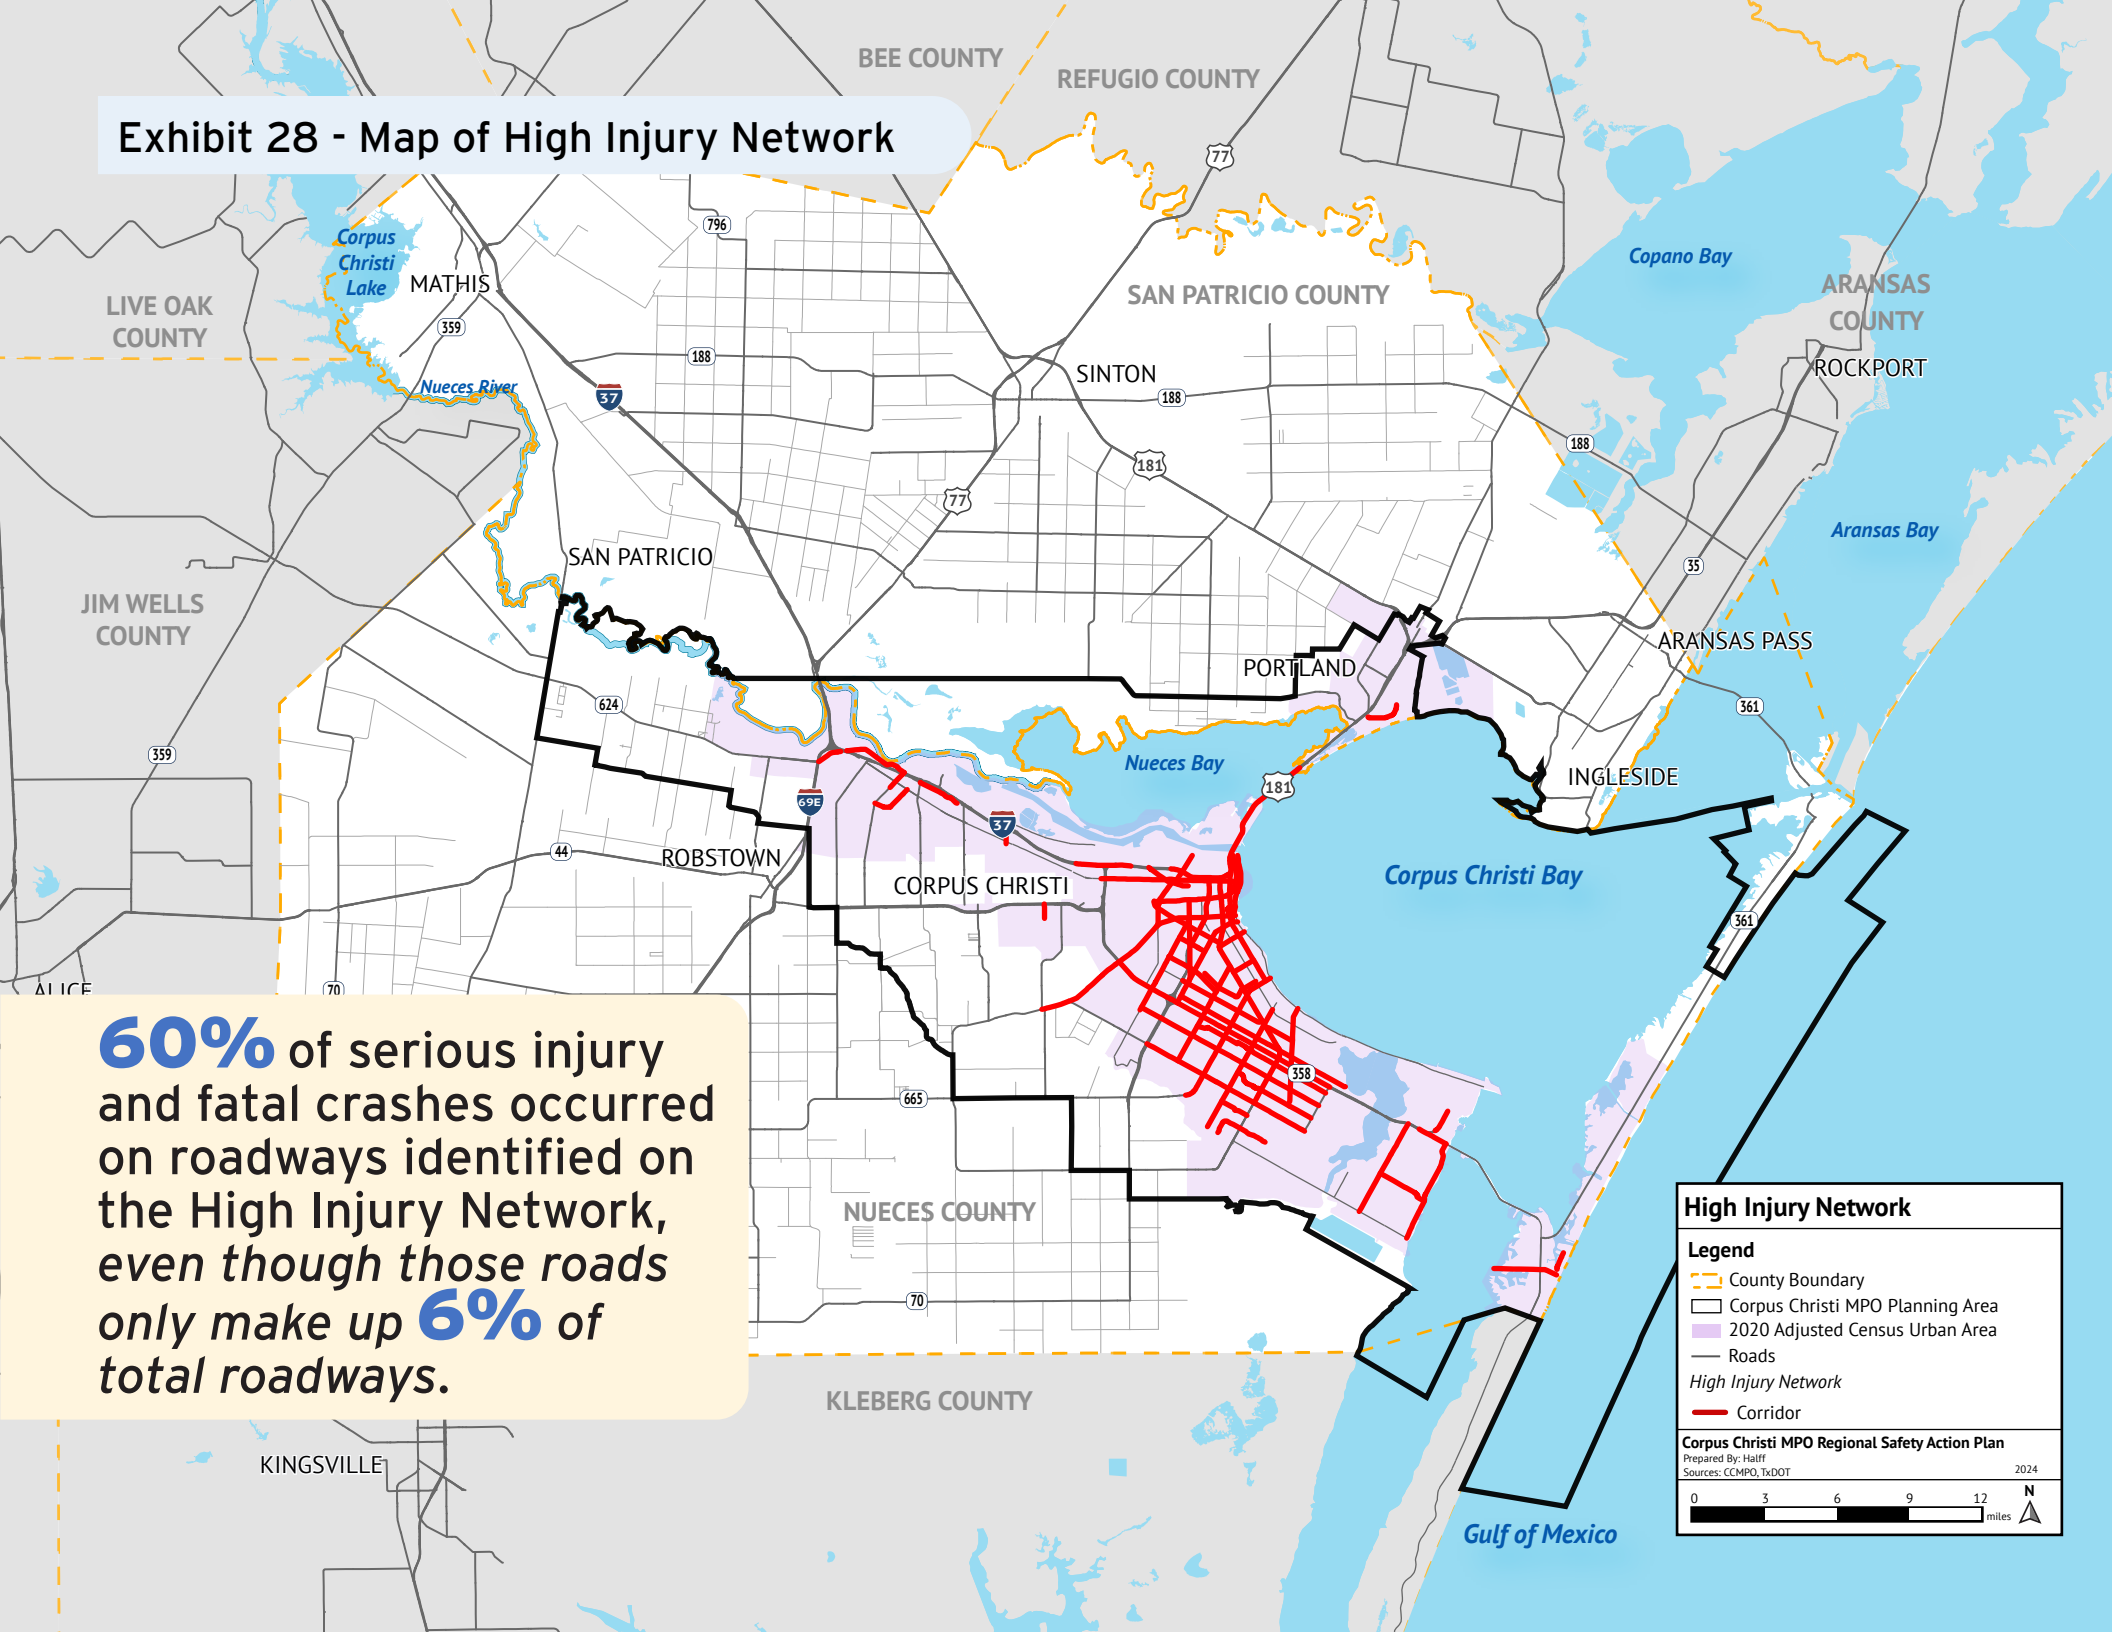 BEE COUNTY
REFUGIO COUNTY
Exhibit 28 - Map of High Injury Network
77
796
Corpus
Christi
Lake
MATHIS
Copano Bay
ARANSAS
COUNTY
SAN PATRICIO COUNTY
LIVE OAK
COUNTY
359
188
ROCKPORT
SINTON
Nueces River
37
188
188
181
77
Aransas Bay
SAN PATRICIO
35
JIM WELLS
COUNTY
ARANSAS PASS
PORTLAND
624
361
359
Nueces Bay
INGLESIDE
181
69E
37
44
ROBSTOWN
CORPUS CHRISTI
Corpus Christi Bay
361
ALICE
70
60% of serious injury
and fatal crashes occurred
on roadways identified on
the High Injury Network,
even though those roads
only make up 6% of
total roadways.
358
665
NUECES COUNTY
70
KLEBERG COUNTY
KINGSVILLE
Gulf of Mexico
High Injury Network
Legend
County Boundary
Corpus Christi MPO Planning Area
2020 Adjusted Census Urban Area
Roads
High Injury Network
Corridor
Corpus Christi MPO Regional Safety Action Plan
Prepared By: Halff
Sources: CCMPO, TxDOT
2024
N
0 3 6 9 12
miles